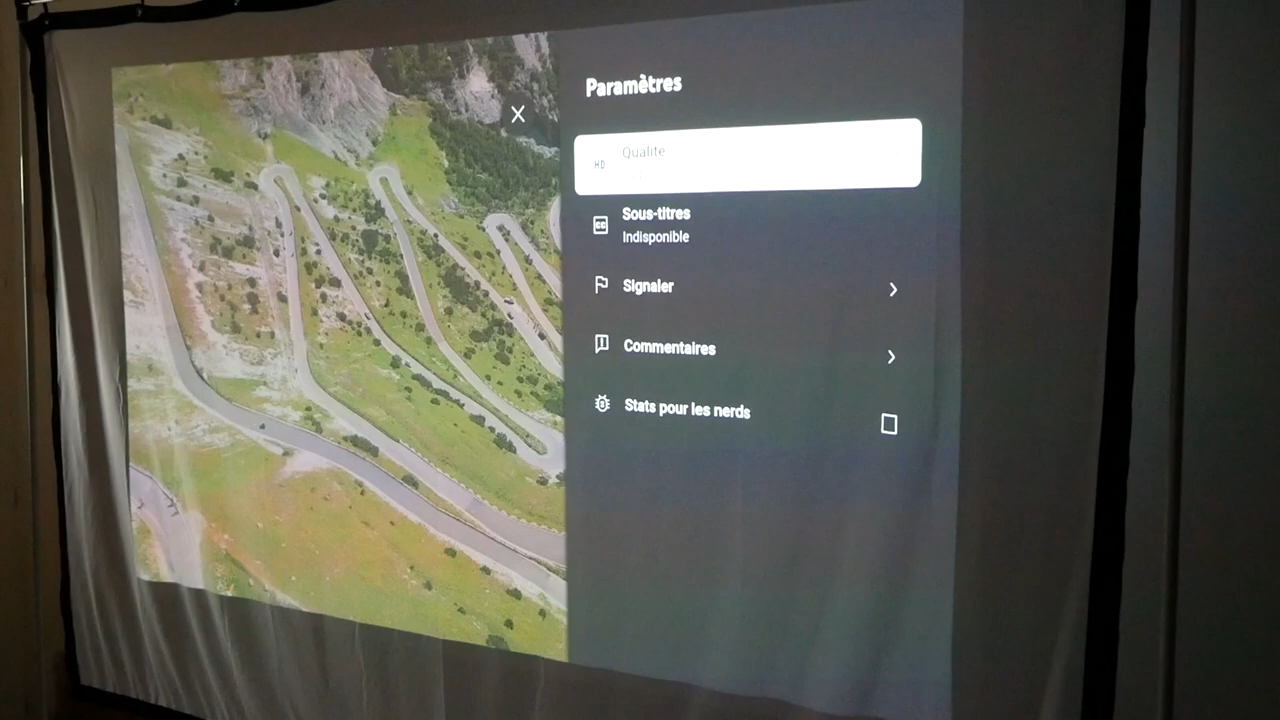 Paramètres
HD
Qualité
Sous-titres
Indisponible
Signaler
Commentaires
Stats pour les nerds